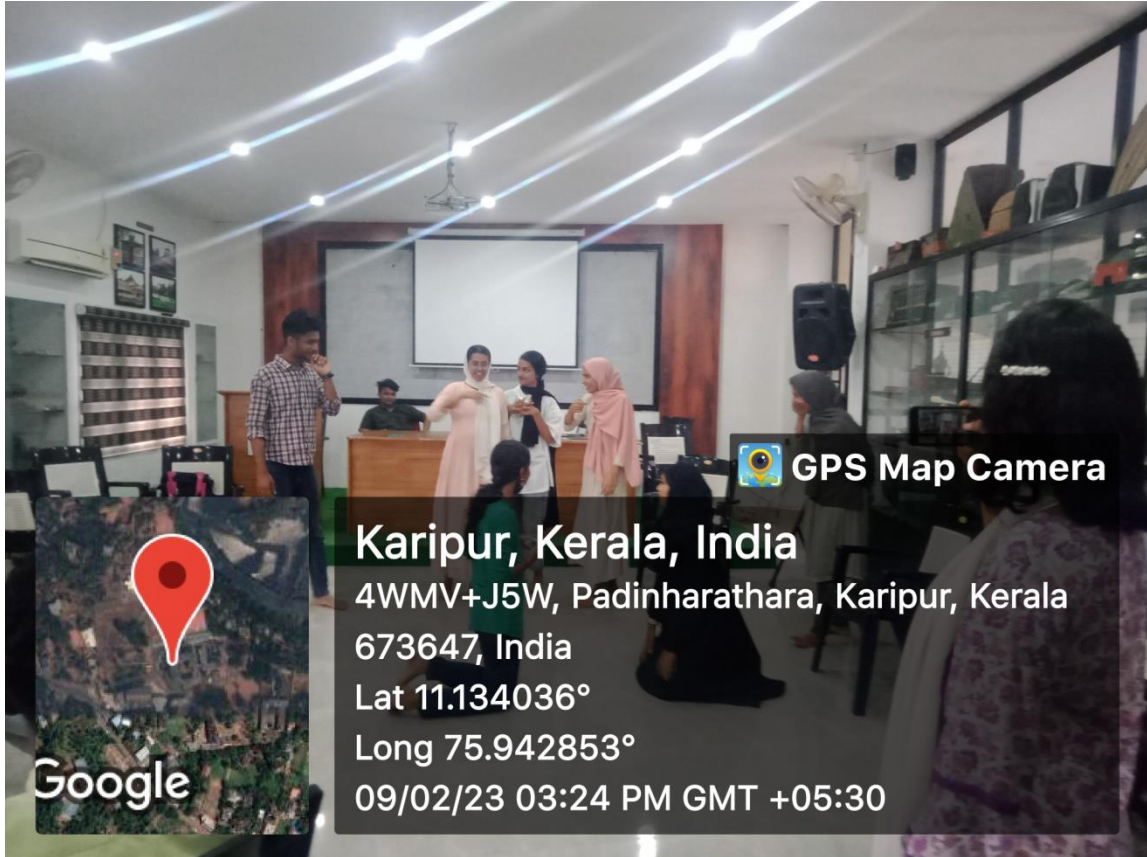 GPS Map Camera
Karipur, Kerala, India
4WMV+J5W, Padinharathara, Karipur, Kerala
673647, India
Lat 11.134036°
Long 75.942853°
09/02/23 03:24 PM GMT +05:30
Google